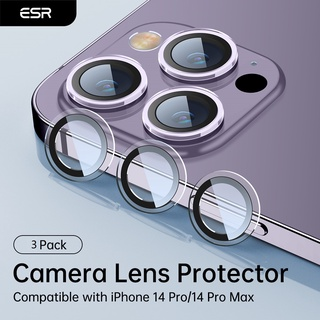 ESR
3 Pack
Camera Lens Protector
Compatible with iPhone 14 Pro/14 Pro Max